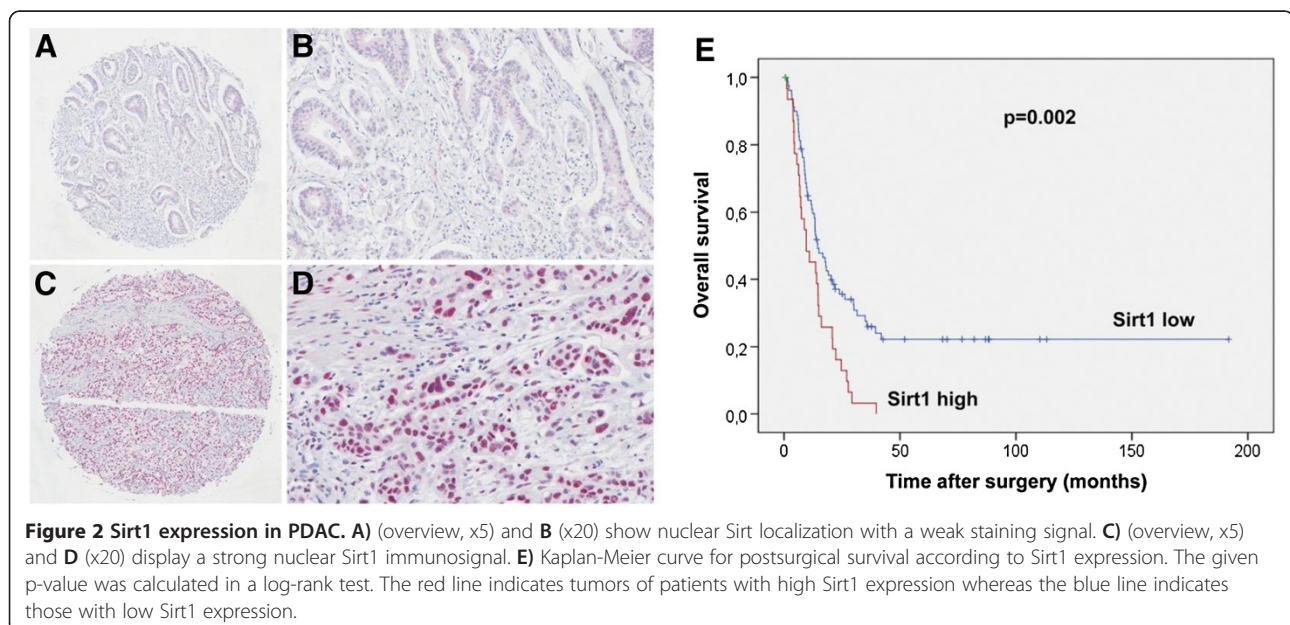 A
B
C
D
E
1,0
0,8
0,6
0,4
0,2
0,0
Overall survival
p=0.002
Sirt1 low
Sirt1 high
0 50 100 150 200
Time after surgery (months)
Figure 2 Sirt1 expression in PDAC. A) (overview, x5) and B (x20) show nuclear Sirt localization with a weak staining signal. C) (overview, x5)
and D (x20) display a strong nuclear Sirt1 immunosignal. E) Kaplan-Meier curve for postsurgical survival according to Sirt1 expression. The given
p-value was calculated in a log-rank test. The red line indicates tumors of patients with high Sirt1 expression whereas the blue line indicates
those with low Sirt1 expression.